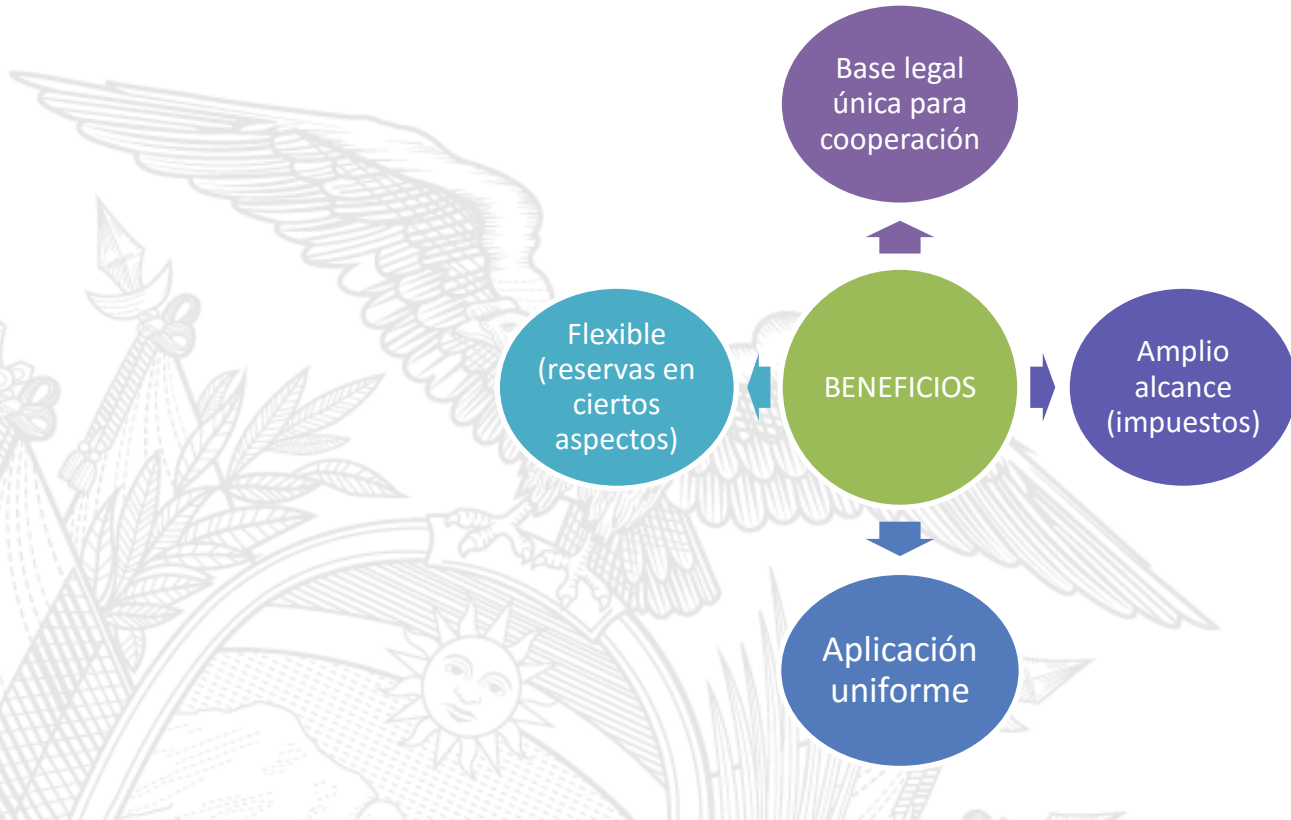 Base legal
única para
cooperación
Flexible
(reservas en
ciertos
aspectos)
BENEFICIOS
Amplio
alcance
(impuestos)
Aplicación
uniforme